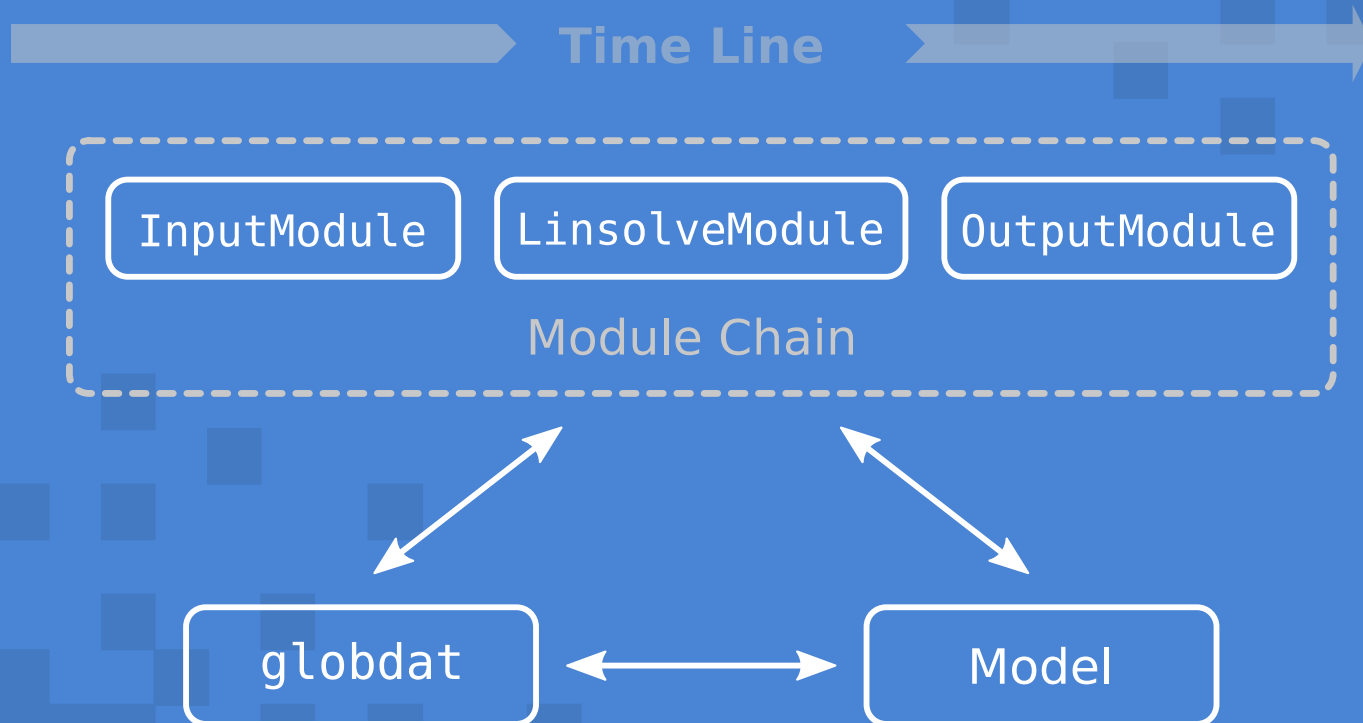 Time Line
InputModule
LinsolveModule
OutputModule
Module Chain
globdat
Model